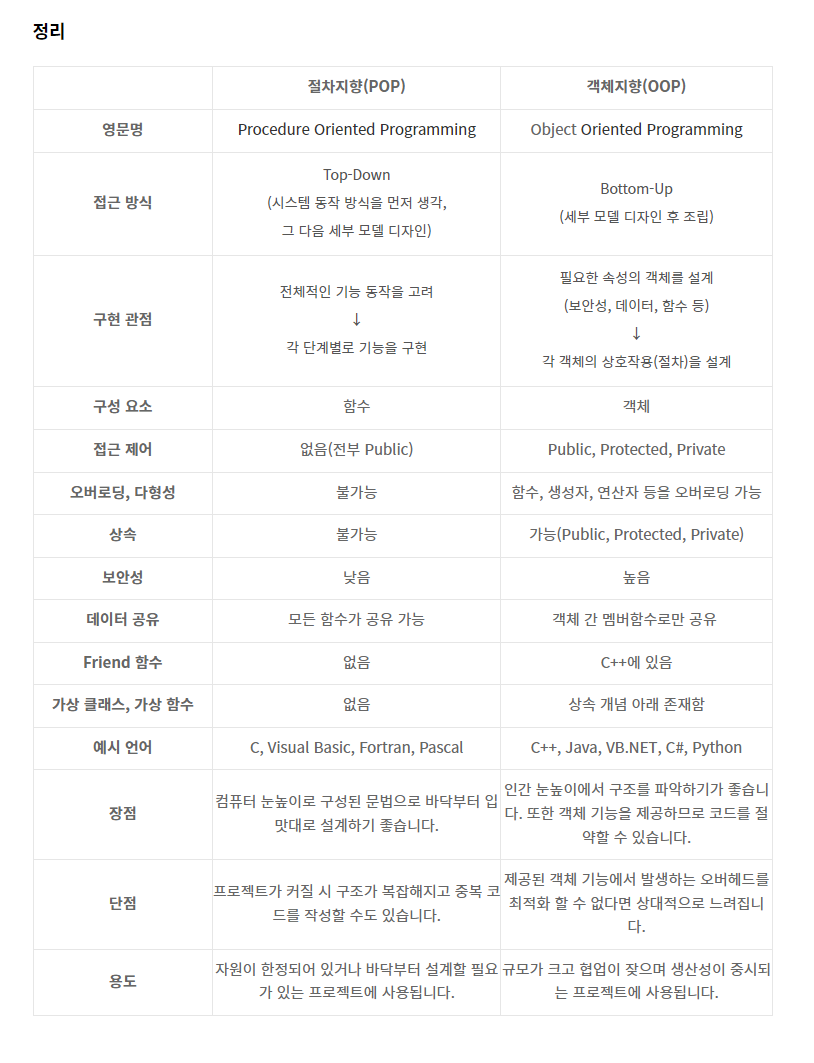 정리
절차지향(POP) 객체지향(OOP)
영문명 Procedure Oriented Programming Object Oriented Programming
접근 방식
Top-Down
(시스템 동작 방식을 먼저 생각,
그 다음 세부 모델 디자인)
Bottom-Up
(세부 모델 디자인 후 조립)
구현 관점
전체적인 기능 동작을 고려
↓
각 단계별로 기능을 구현
필요한 속성의 객체를 설계
(보안성, 데이터, 함수 등)
↓
각 객체의 상호작용(절차)을 설계
구성 요소 함수 객체
접근 제어 없음(전부 Public) Public, Protected, Private
오버로딩, 다형성 불가능 함수, 생성자, 연산자 등을 오버로딩 가능
상속 불가능 가능(Public, Protected, Private)
보안성 낮음 높음
데이터 공유 모든 함수가 공유 가능 객체 간 멤버함수로만 공유
Friend 함수 없음 C++에 있음
가상 클래스, 가상 함수 없음 상속 개념 아래 존재함
예시 언어 C, Visual Basic, Fortran, Pascal C++, Java, VB.NET, C#, Python
장점
컴퓨터 눈높이로 구성된 문법으로 바닥부터 입
맛대로 설계하기 좋습니다.
인간 눈높이에서 구조를 파악하기가 좋습니
다. 또한 객체 기능을 제공하므로 코드를 절
약할 수 있습니다.
단점
프로젝트가 커질 시 구조가 복잡해지고 중복 코
드를 작성할 수도 있습니다.
제공된 객체 기능에서 발생하는 오버헤드를
최적화 할 수 없다면 상대적으로 느려집니
다.
용도
자원이 한정되어 있거나 바닥부터 설계할 필요
가 있는 프로젝트에 사용됩니다.
규모가 크고 협업이 잦으며 생산성이 중시되
는 프로젝트에 사용됩니다.